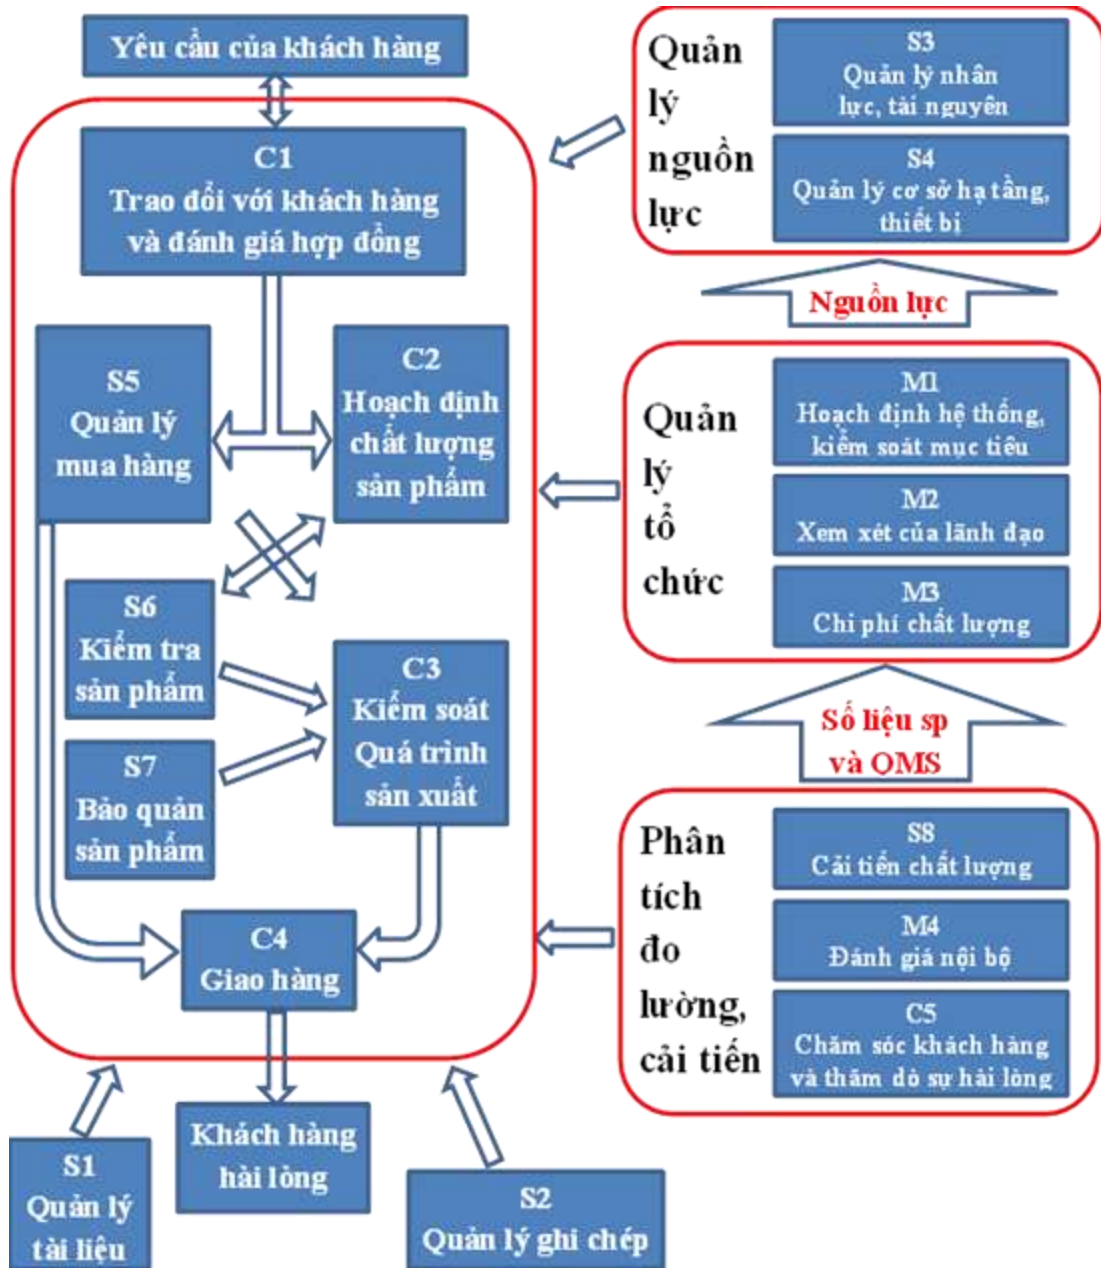 Yêu cầu của khách hàng
C1
Trao đổi với khách hàng
và đánh giá hợp đồng
S5
Quản lý
mua hàng
C2
Hoạch định
chất lượng
sản phẩm
S6
Kiểm tra
sản phẩm
C3
Kiểm soát
Quá trình
sản xuất
S7
Bảo quản
sản phẩm
C4
Giao hàng
Khách hàng
hài lòng
S1
Quản lý
tài liệu
S2
Quản lý ghi chép
Quản
lý
nguồn
lực
S3
Quản lý nhân
lực, tài nguyên
S4
Quản lý cơ sở hạ tầng,
thiết bị
Nguồn lực
Quản
lý
tổ
chức
M1
Hoạch định hệ thống,
kiểm soát mục tiêu
M2
Xem xét của lãnh đạo
M3
Chi phí chất lượng
Số liệu sp
và QMS
Phân
tích
đo
lường,
cải tiến
S8
Cải tiến chất lượng
M4
Đánh giá nội bộ
C5
Chăm sóc khách hàng
và thăm dò sự hài lòng